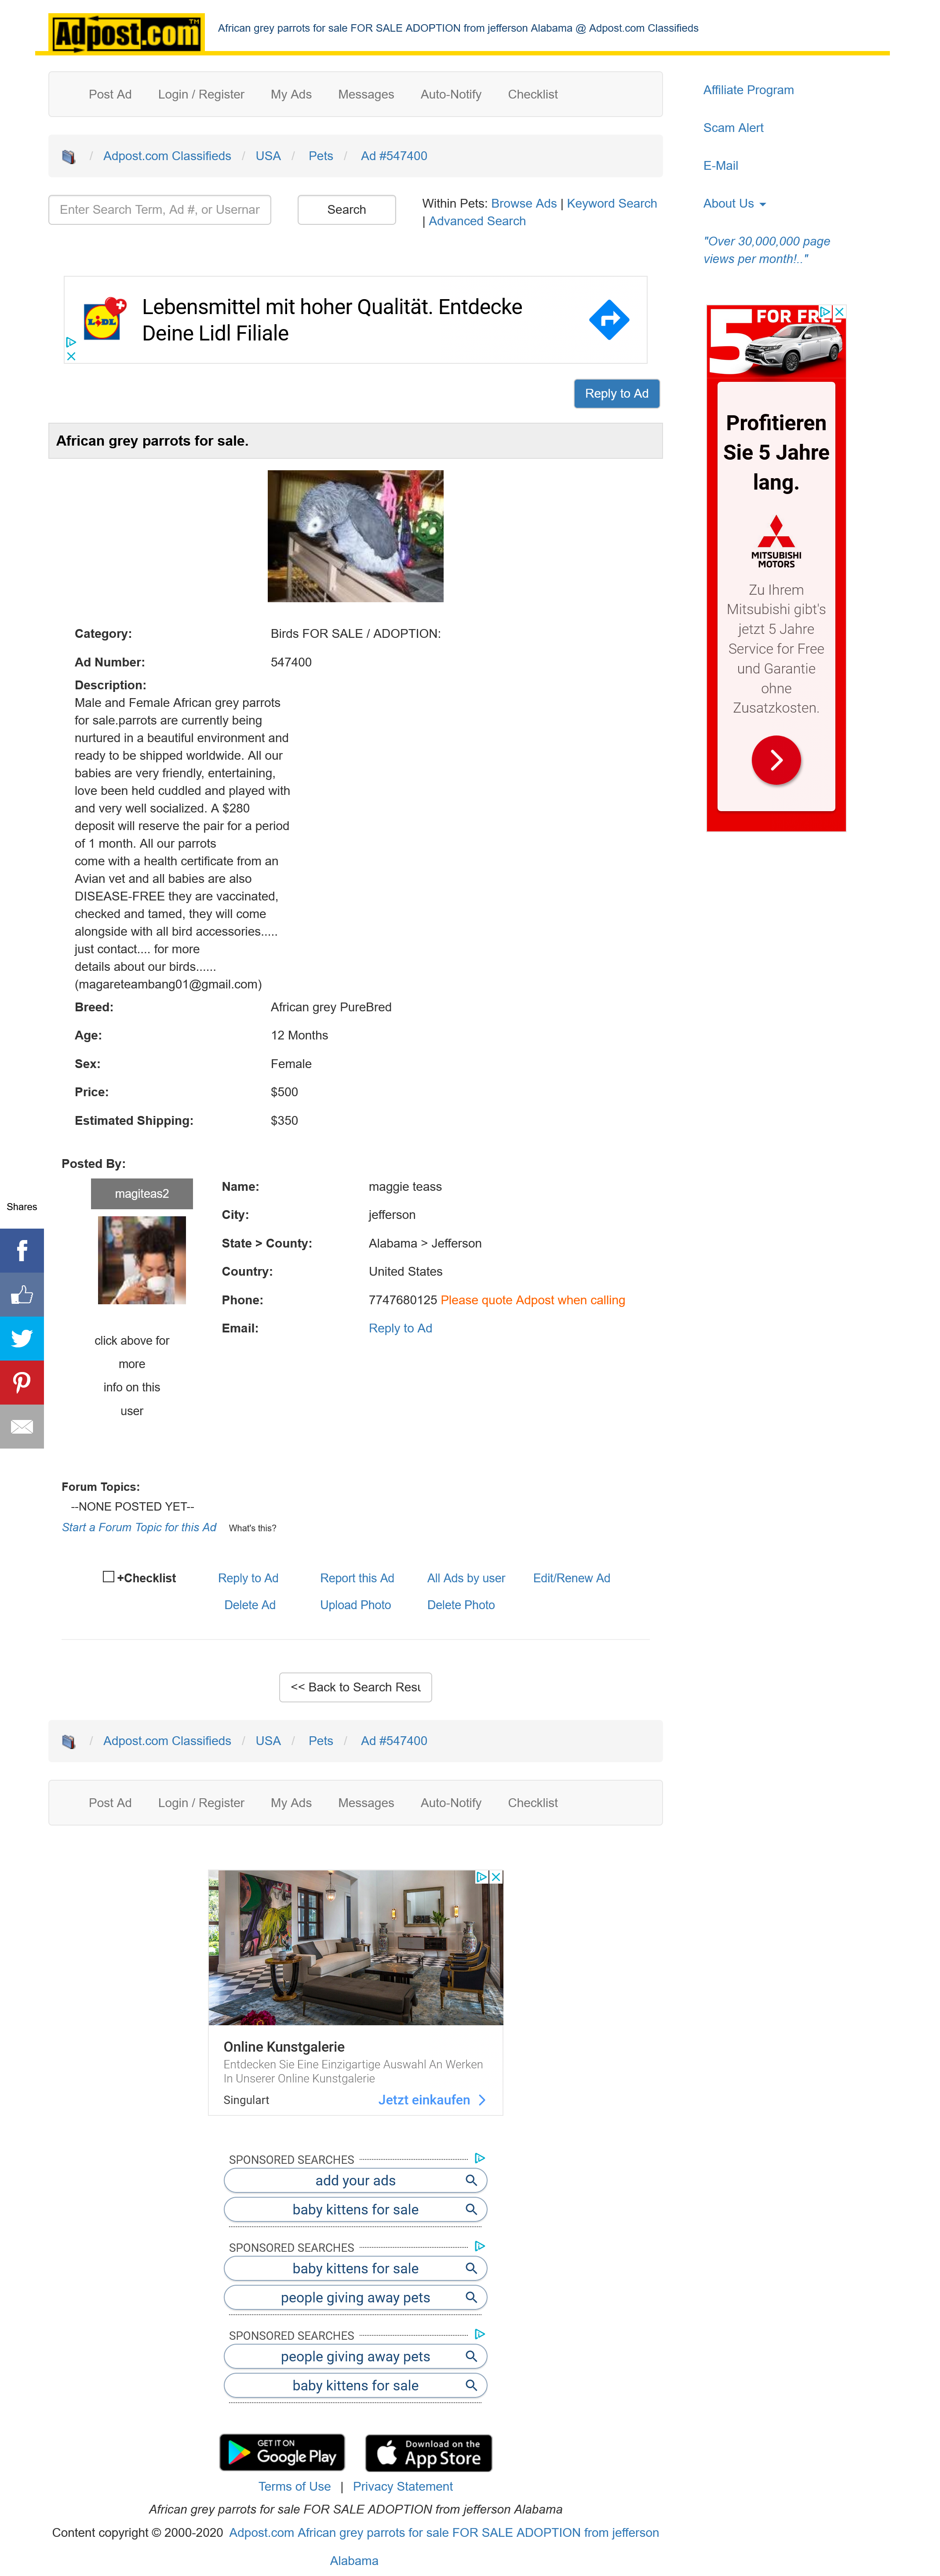 Adpost.com™
African grey parrots for sale FOR SALE ADOPTION from jefferson Alabama @ Adpost.com Classifieds
Post Ad Login / Register My Ads Messages Auto-Notify Checklist
/ Adpost.com Classifieds / USA / Pets / Ad #547400
Enter Search Term, Ad #, or Usernar
Search
Within Pets: Browse Ads | Keyword Search
| Advanced Search
Affiliate Program
Scam Alert
E-Mail
About Us
"Over 30,000,000 page
views per month!.."
LIDL
Lebensmittel mit hoher Qualität. Entdecke
Deine Lidl Filiale
Reply to Ad
5 FOR FREE
Profitieren
Sie 5 Jahre
lang.
MITSUBISHI
MOTORS
Zu Ihrem
Mitsubishi gibt's
jetzt 5 Jahre
Service for Free
und Garantie
ohne
Zusatzkosten.
African grey parrots for sale.
Category: Birds FOR SALE / ADOPTION:
Ad Number: 547400
Description:
Male and Female African grey parrots
for sale.parrots are currently being
nurtured in a beautiful environment and
ready to be shipped worldwide. All our
babies are very friendly, entertaining,
love been held cuddled and played with
and very well socialized. A $280
deposit will reserve the pair for a period
of 1 month. All our parrots
come with a health certificate from an
Avian vet and all babies are also
DISEASE-FREE they are vaccinated,
checked and tamed, they will come
alongside with all bird accessories.....
just contact.... for more
details about our birds......
(magareteambang01@gmail.com)
Breed: African grey PureBred
Age: 12 Months
Sex: Female
Price: $500
Estimated Shipping: $350
Posted By:
magiteas2
click above for
more
info on this
user
Name: maggie teass
City: jefferson
State > County: Alabama > Jefferson
Country: United States
Phone: 7747680125 Please quote Adpost when calling
Email: Reply to Ad
Shares
Forum Topics:
--NONE POSTED YET--
Start a Forum Topic for this Ad What's this?
+Checklist Reply to Ad Report this Ad All Ads by user Edit/Renew Ad
Delete Ad Upload Photo Delete Photo
<< Back to Search Resu
/ Adpost.com Classifieds / USA / Pets / Ad #547400
Post Ad Login / Register My Ads Messages Auto-Notify Checklist
Online Kunstgalerie
Entdecken Sie Eine Einzigartige Auswahl An Werken
In Unserer Online Kunstgalerie
Singulart Jetzt einkaufen
SPONSORED SEARCHES
add your ads
baby kittens for sale
SPONSORED SEARCHES
baby kittens for sale
people giving away pets
SPONSORED SEARCHES
people giving away pets
baby kittens for sale
GET IT ON
Google Play
Download on the
App Store
Terms of Use | Privacy Statement
African grey parrots for sale FOR SALE ADOPTION from jefferson Alabama
Content copyright © 2000-2020 Adpost.com African grey parrots for sale FOR SALE ADOPTION from jefferson
Alabama